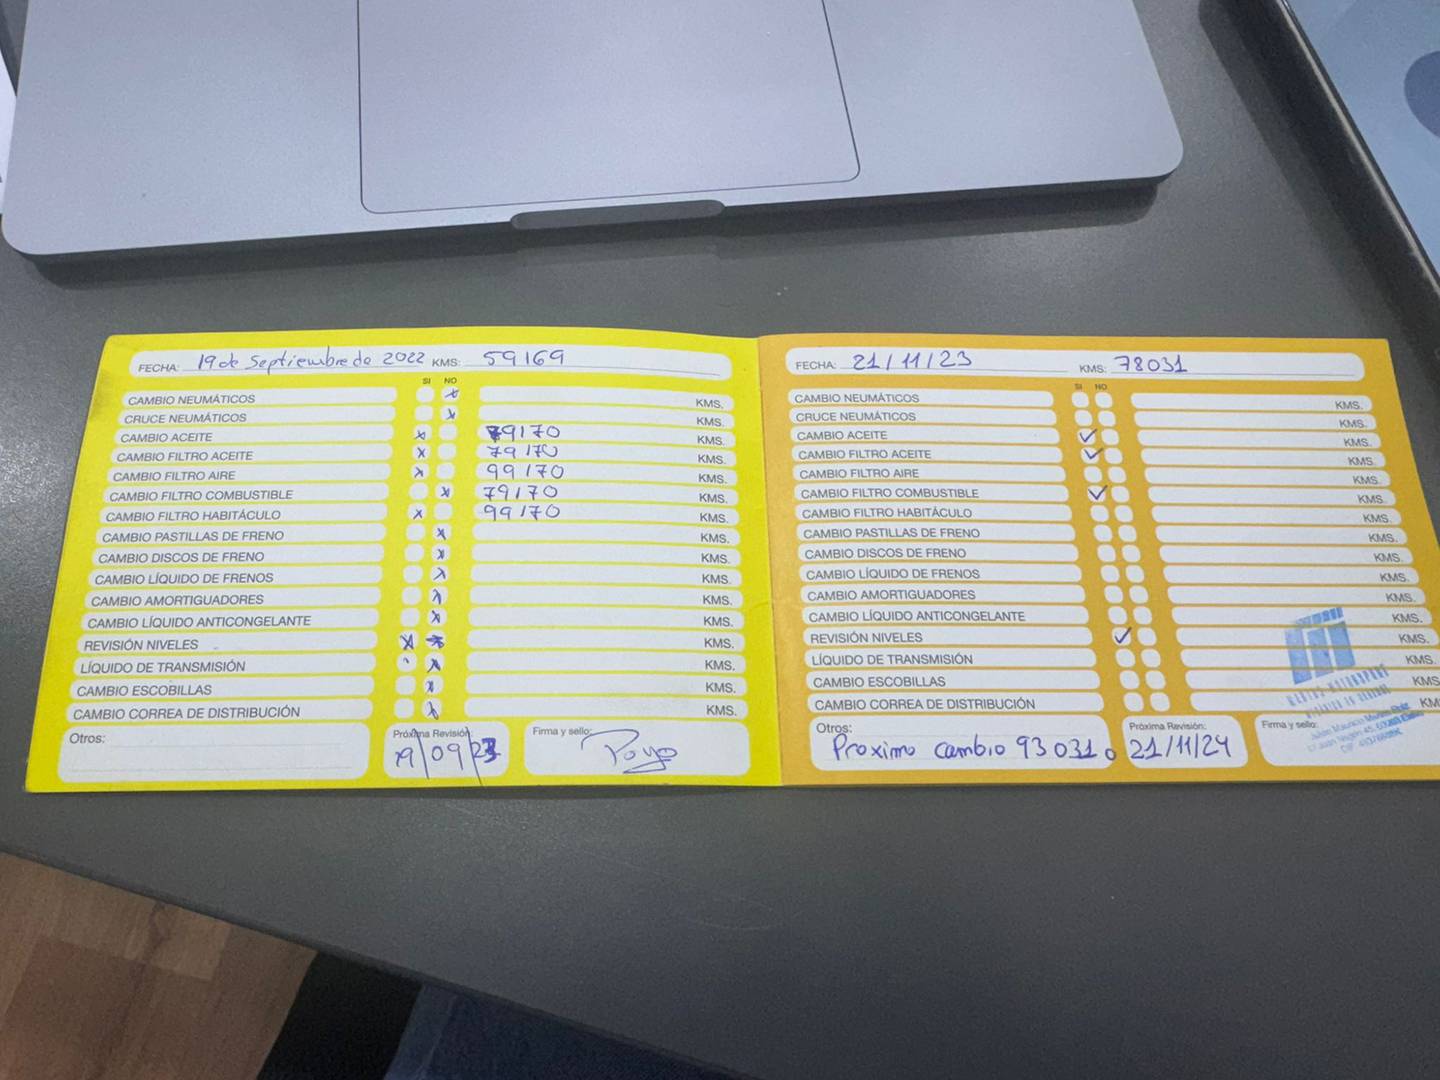 FECHA: 19 de Septiembre de 2022 KMS: 59169
SI NO
CAMBIO NEUMÁTICOS x KMS.
CRUCE NEUMÁTICOS x KMS.
CAMBIO ACEITE x 79170 KMS.
CAMBIO FILTRO ACEITE x 79170 KMS.
CAMBIO FILTRO AIRE x 99170 KMS.
CAMBIO FILTRO COMBUSTIBLE x 79170 KMS.
CAMBIO FILTRO HABITÁCULO x 99170 KMS.
CAMBIO PASTILLAS DE FRENO x KMS.
CAMBIO DISCOS DE FRENO x KMS.
CAMBIO LÍQUIDO DE FRENOS x KMS.
CAMBIO AMORTIGUADORES x KMS.
CAMBIO LÍQUIDO ANTICONGELANTE x KMS.
REVISIÓN NIVELES x x KMS.
LÍQUIDO DE TRANSMISIÓN x KMS.
CAMBIO ESCOBILLAS x KMS.
CAMBIO CORREA DE DISTRIBUCIÓN x KMS.
Otros: Próxima Revisión: Firma y sello:
19/09/23
FECHA: 21/11/23 KMS: 78031
SI NO
CAMBIO NEUMÁTICOS KMS.
CRUCE NEUMÁTICOS KMS.
CAMBIO ACEITE ✓ KMS.
CAMBIO FILTRO ACEITE ✓ KMS.
CAMBIO FILTRO AIRE KMS.
CAMBIO FILTRO COMBUSTIBLE ✓ KMS.
CAMBIO FILTRO HABITÁCULO KMS.
CAMBIO PASTILLAS DE FRENO KMS.
CAMBIO DISCOS DE FRENO KMS.
CAMBIO LÍQUIDO DE FRENOS KMS.
CAMBIO AMORTIGUADORES KMS.
CAMBIO LÍQUIDO ANTICONGELANTE KMS.
REVISIÓN NIVELES ✓ KMS.
LÍQUIDO DE TRANSMISIÓN KMS.
CAMBIO ESCOBILLAS KMS
CAMBIO CORREA DE DISTRIBUCIÓN KM
Otros: Próxima Revisión: Firma y sello:
Proximo cambio 93031 o 21/11/24